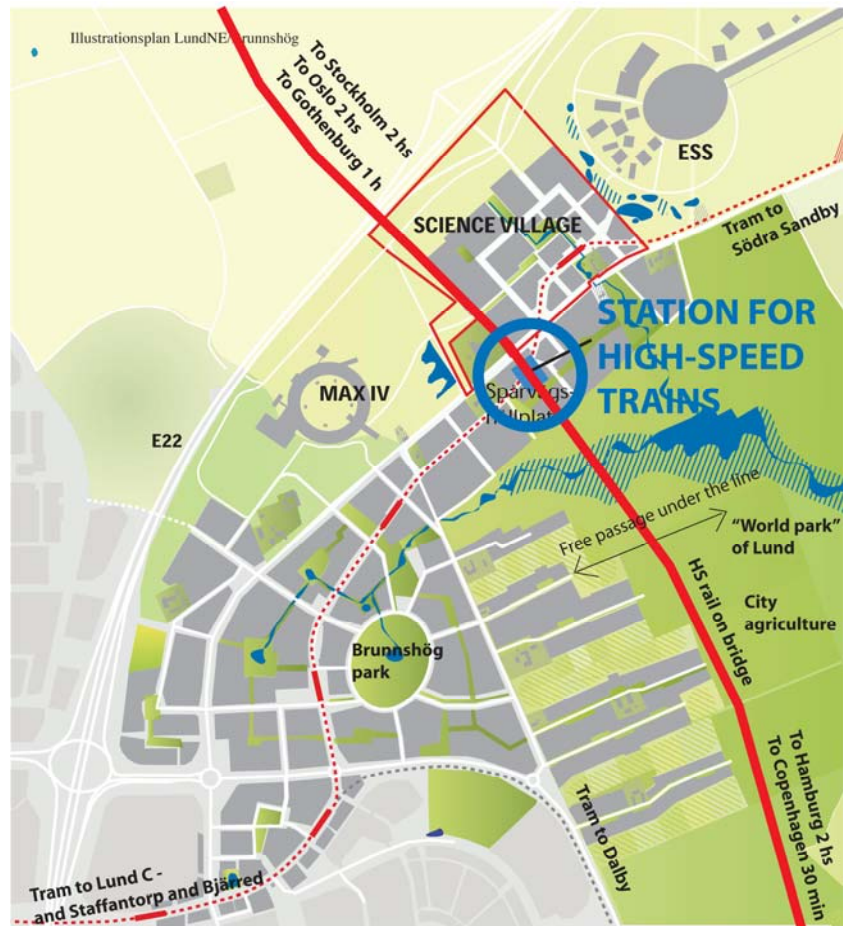 Illustrationsplan LundNE/Brunnshög
To Stockholm 2 hs
To Oslo 2 hs
To Gothenburg 1 h
ESS
SCIENCE VILLAGE
Tram to
Södra Sandby
STATION FOR
HIGH-SPEED
TRAINS
MAX IV
E22
Free passage under the line
"World park"
of Lund
HS rail on bridge
City
agriculture
Brunnshög
park
Tram to Dalby
To Hamburg 2 hs
To Copenhagen 30 min
Tram to Lund C -
and Staffantorp and Bjärred